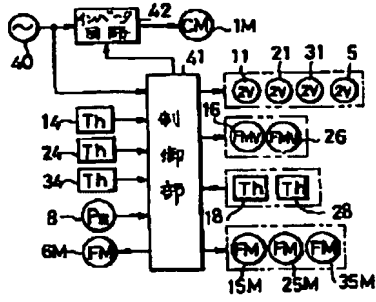 インバータ
回路
42
CM
1M
40
41
11 21 31 5
2V 2V 2V 2V
制御部
14 Th
24 Th
34 Th
16 FMV FMV 26
Th Th
18 28
8
6M FM
FM FM FM
15M 25M 35M